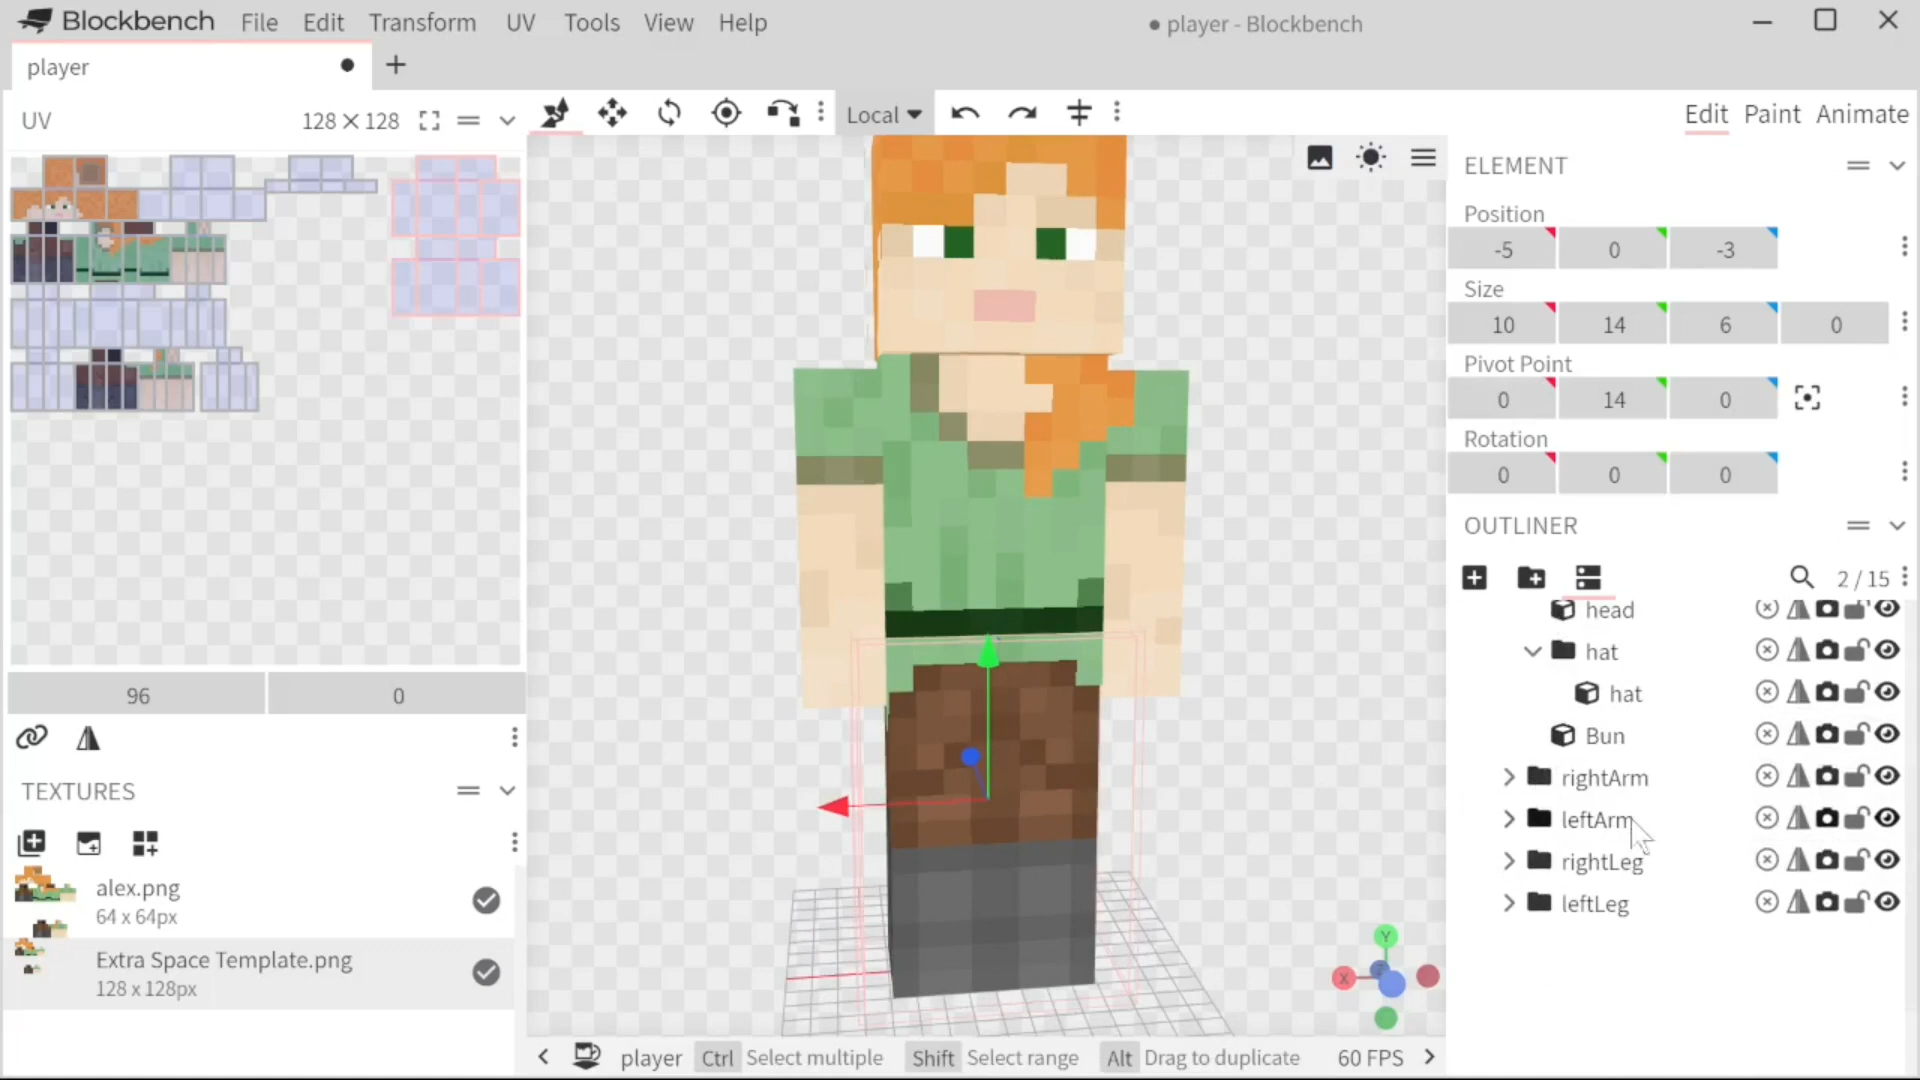 Blockbench File Edit Transform UV Tools View Help
player - Blockbench
player
UV 128 × 128
Local
Edit Paint Animate
ELEMENT
Position
-5 0 -3
Size
10 14 6 0
Pivot Point
0 14 0
Rotation
0 0 0
OUTLINER
2 / 15
head
hat
hat
Bun
rightArm
leftArm
rightLeg
leftLeg
96 0
TEXTURES
alex.png
64 x 64px
Extra Space Template.png
128 x 128px
Y
X
Z
player Ctrl Select multiple Shift Select range Alt Drag to duplicate 60 FPS